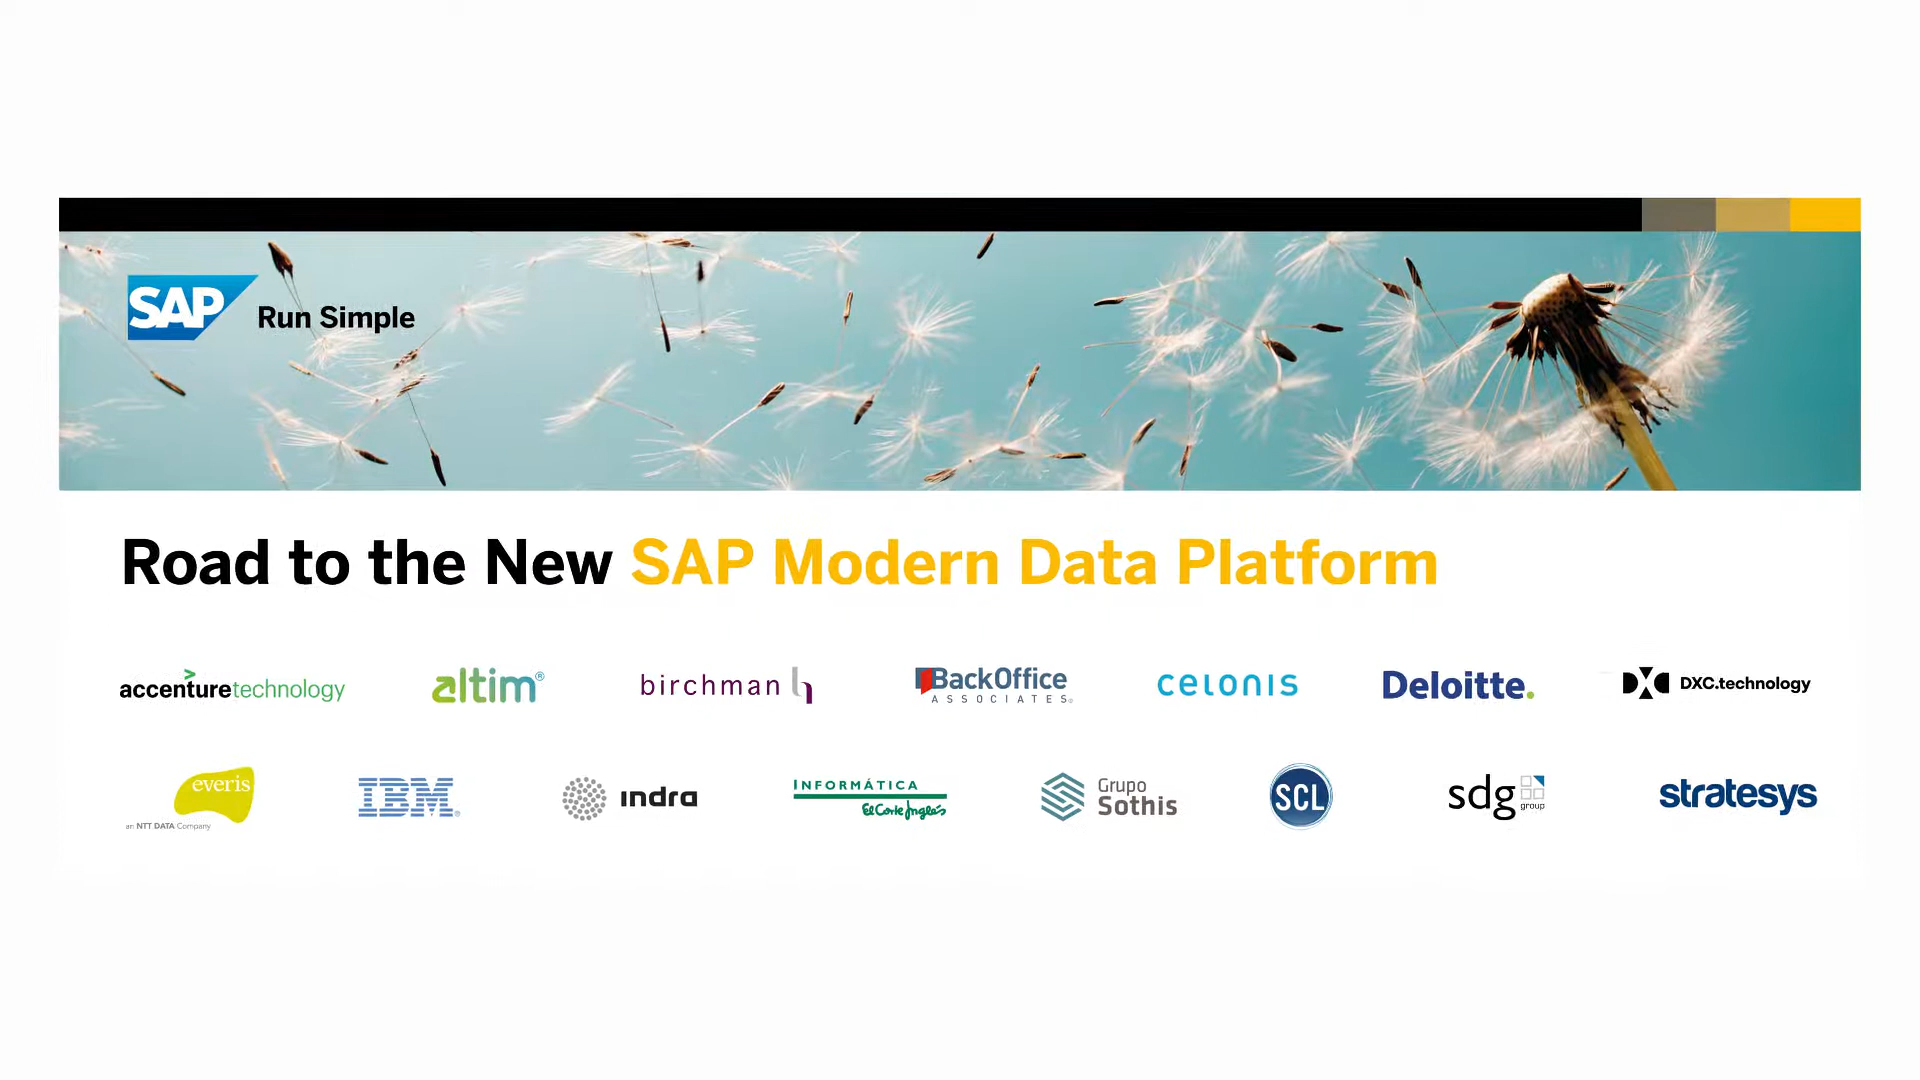 SAP Run Simple
Road to the New SAP Modern Data Platform
accenturetechnology altim® birchman BackOffice ASSOCIATES® celonis Deloitte. DXC.technology
everis
an NTT DATA Company
IBM®
indra
INFORMÁTICA
El Corte Inglés
Grupo
Sothis
SCL
sdg
group
stratesys